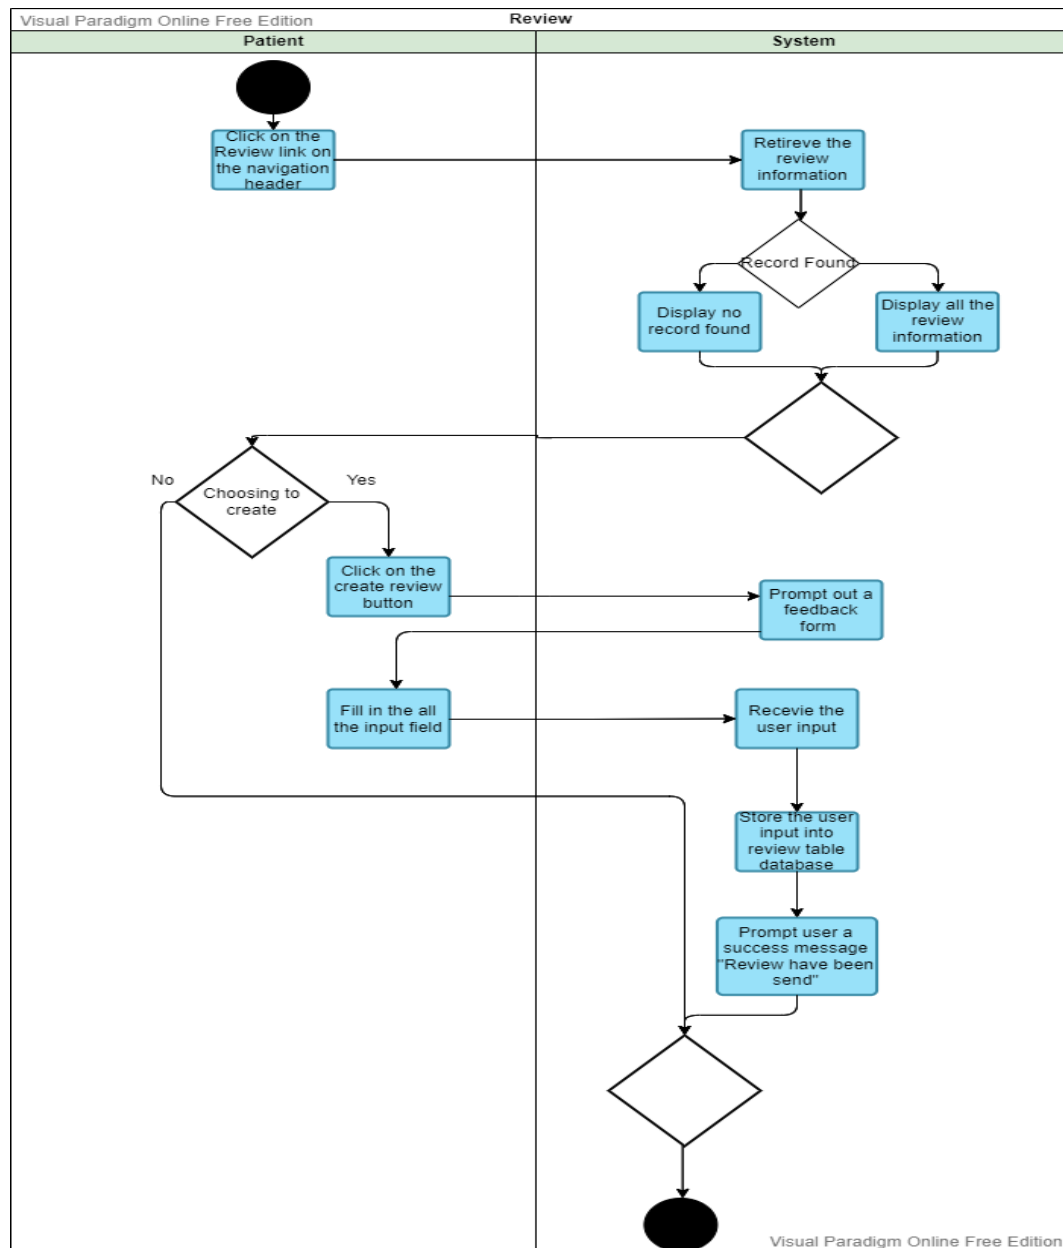 Visual Paradigm Online Free Edition
Review
Patient
System
Click on the
Review link on
the navigation
header
Retireve the
review
information
Record Found
Display no
record found
Display all the
review
information
No
Yes
Choosing to
create
Click on the
create review
button
Prompt out a
feedback
form
Fill in the all
the input field
Recevie the
user input
Store the user
input into
review table
database
Prompt user a
success message
"Review have been
send"
Visual Paradigm Online Free Edition